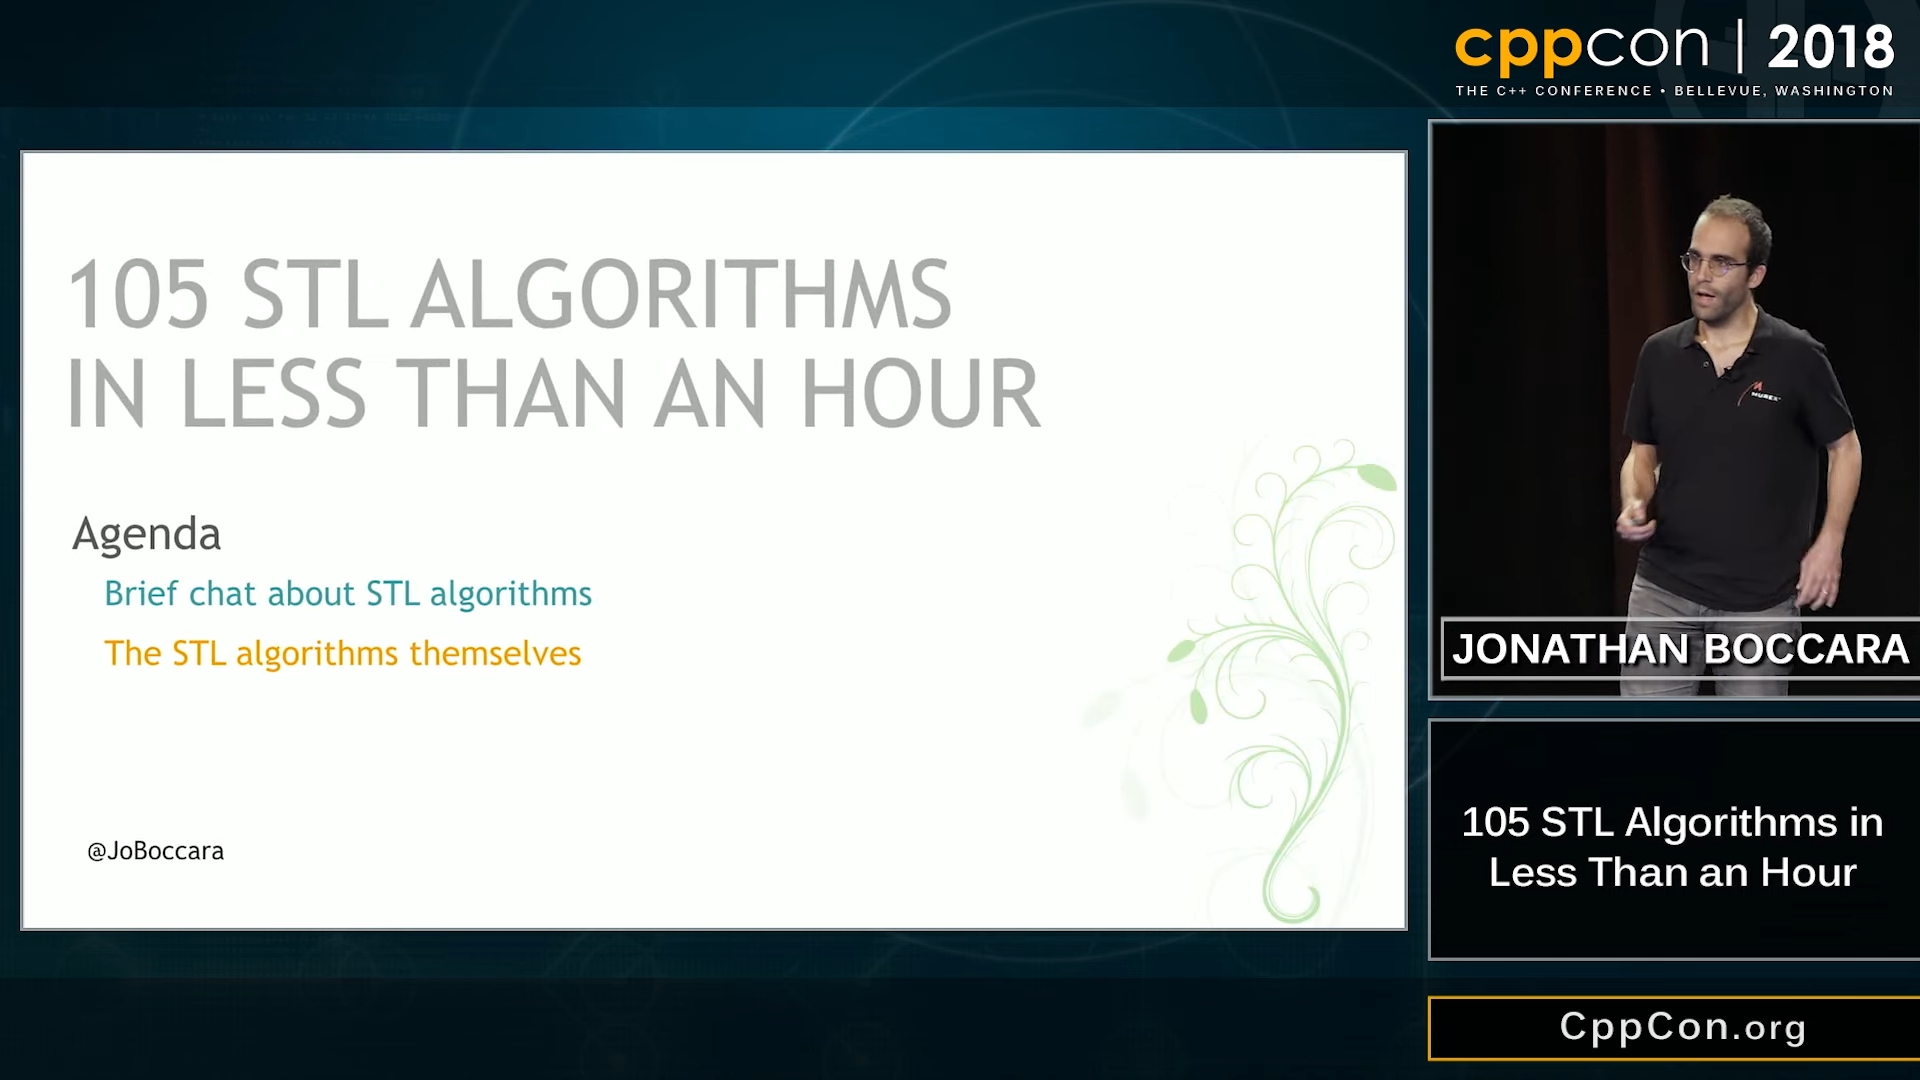 cppcon | 2018
THE C++ CONFERENCE • BELLEVUE, WASHINGTON
105 STL ALGORITHMS
IN LESS THAN AN HOUR
Agenda
Brief chat about STL algorithms
The STL algorithms themselves
@JoBoccara
MUREX
JONATHAN BOCCARA
105 STL Algorithms in
Less Than an Hour
CppCon.org